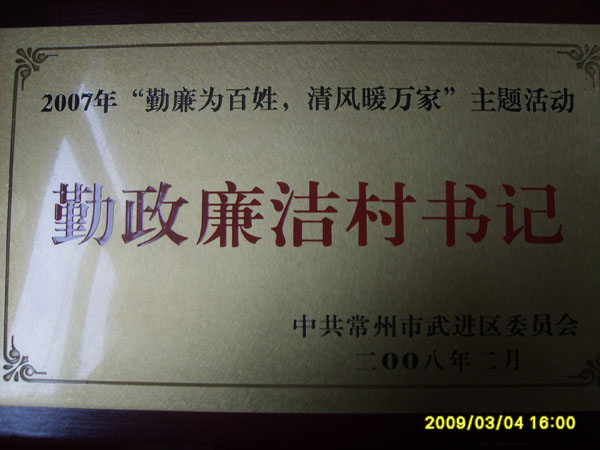 2007年“勤廉为百姓，清风暖万家”主题活动
勤政廉洁村书记
中共常州市武进区委员会
二00八年二月
2009/03/04 16:00